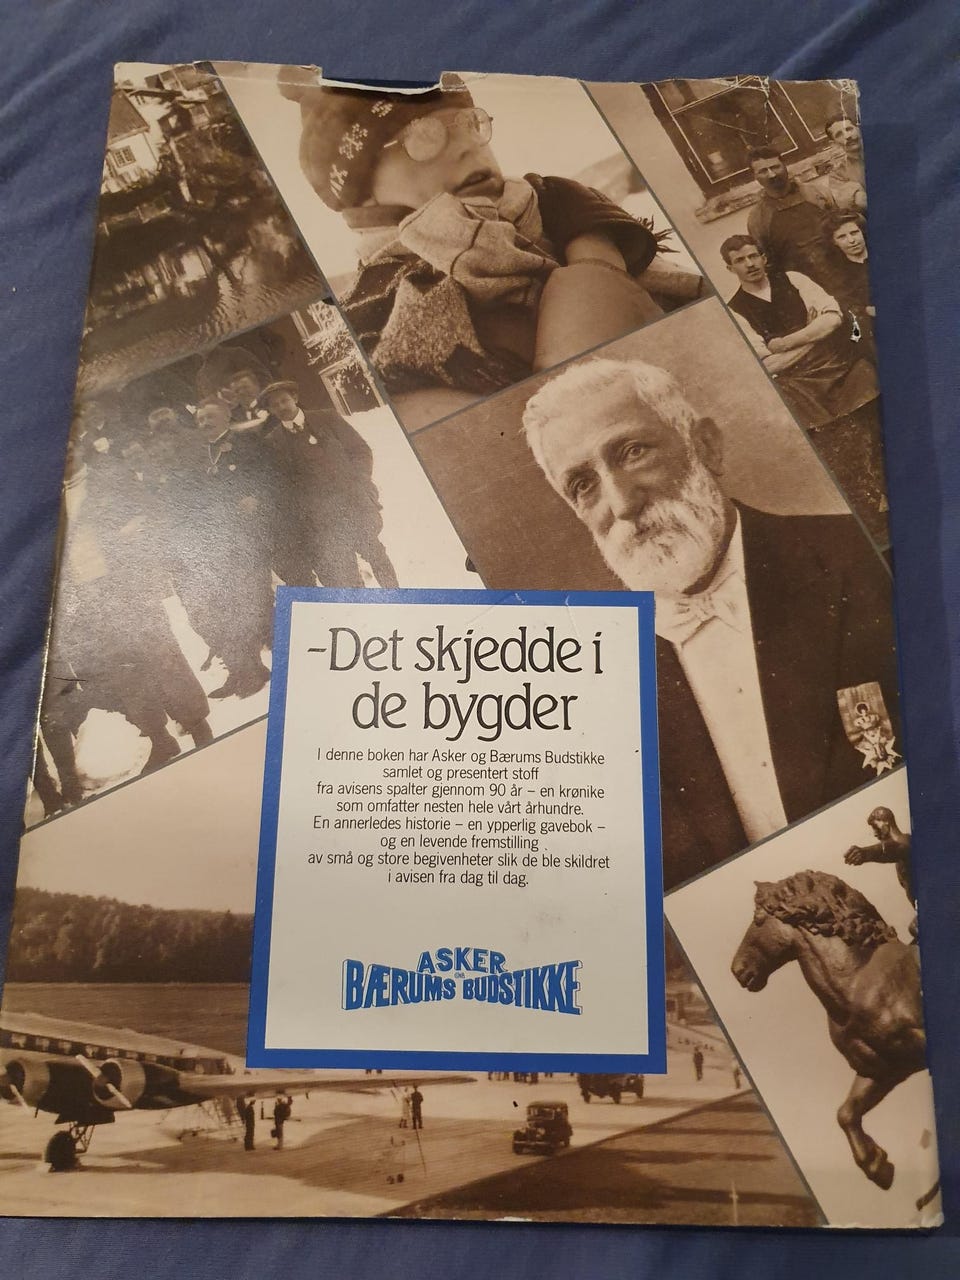 -Det skjedde i
de bygder
I denne boken har Asker og Bærums Budstikke
samlet og presentert stoff
fra avisens spalter gjennom 90 år – en krønike
som omfatter nesten hele vårt århundre.
En annerledes historie – en ypperlig gavebok –
og en levende fremstilling
av små og store begivenheter slik de ble skildret
i avisen fra dag til dag.
ASKER
OG
BÆRUMS BUDSTIKKE